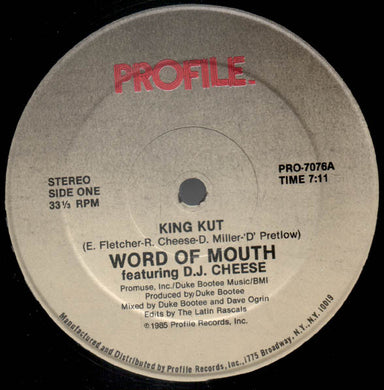 PROFILE
STEREO
SIDE ONE
33⅓ RPM
PRO-7076A
TIME 7:11
KING KUT
(E. Fletcher-R. Cheese-D. Miller-'D' Pretlow)
WORD OF MOUTH
featuring D.J. CHEESE
Promuse, Inc./Duke Bootee Music/BMI
Produced by Duke Bootee
Mixed by Duke Bootee and Dave Ogrin
Edits by The Latin Rascals
℗1985 Profile Records, Inc.
Manufactured and Distributed by Profile Records, Inc., 1775 Broadway, N.Y., N.Y. 10019